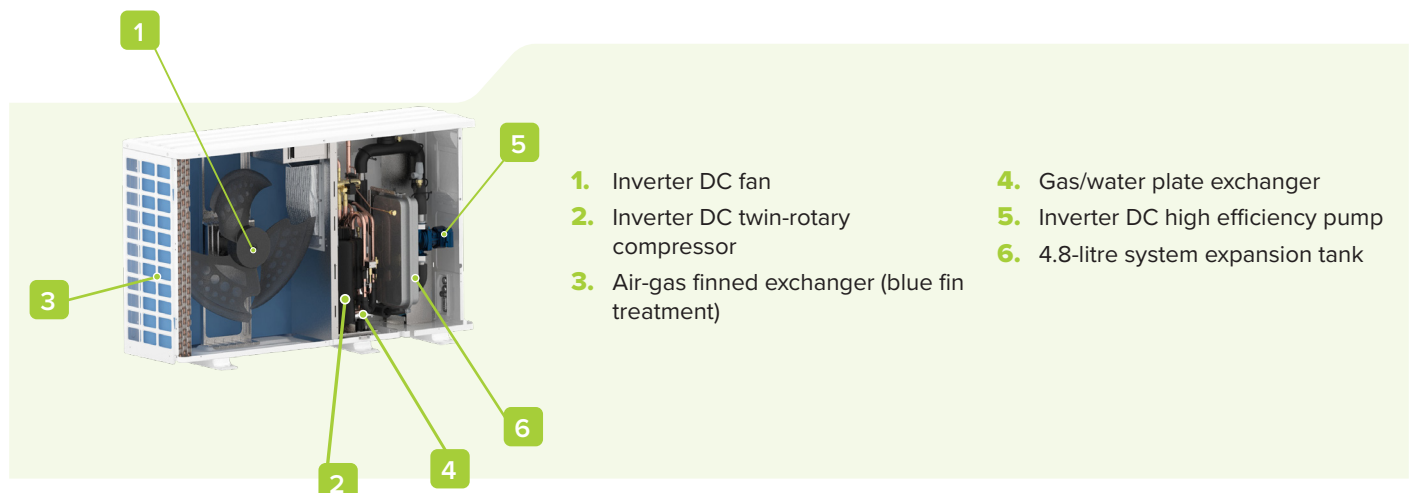 1
5
3
6
4
2
1. Inverter DC fan
2. Inverter DC twin-rotary
compressor
3. Air-gas finned exchanger (blue fin
treatment)
4. Gas/water plate exchanger
5. Inverter DC high efficiency pump
6. 4.8-litre system expansion tank